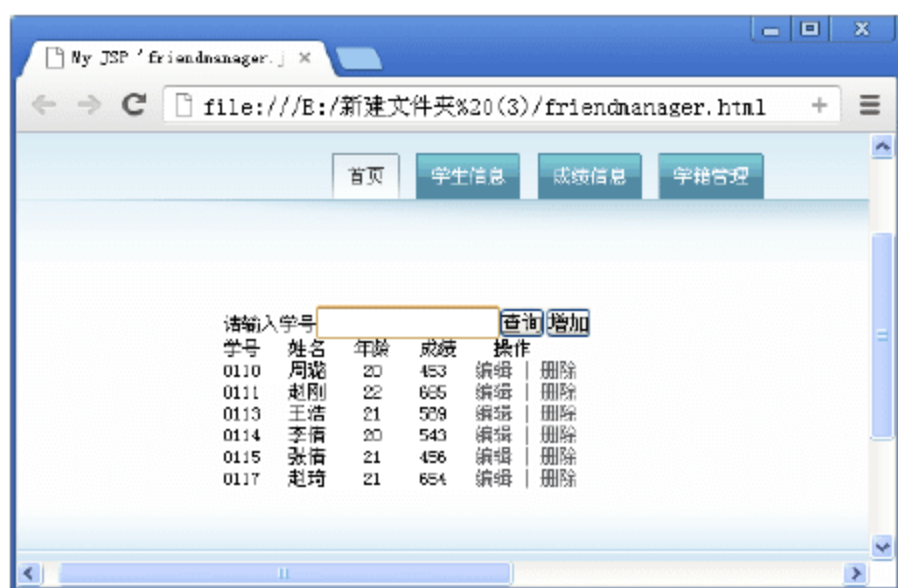 My JSP 'friendmanager.j
file:///E:/新建文件夹%20(3)/friendmanager.html
首页 学生信息 成绩信息 学籍管理
请输入学号 查询 增加
学号 姓名 年龄 成绩 操作
0110 周璐 20 453 编辑 | 删除
0111 赵刚 22 685 编辑 | 删除
0113 王浩 21 589 编辑 | 删除
0114 李倩 20 543 编辑 | 删除
0115 张倩 21 456 编辑 | 删除
0117 赵琦 21 654 编辑 | 删除